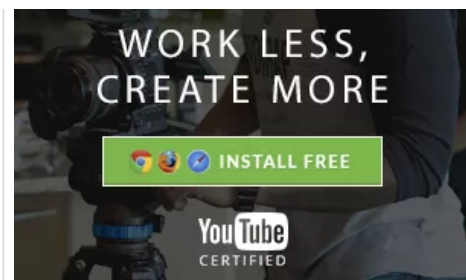 WORK LESS,
CREATE MORE
INSTALL FREE
YouTube
CERTIFIED